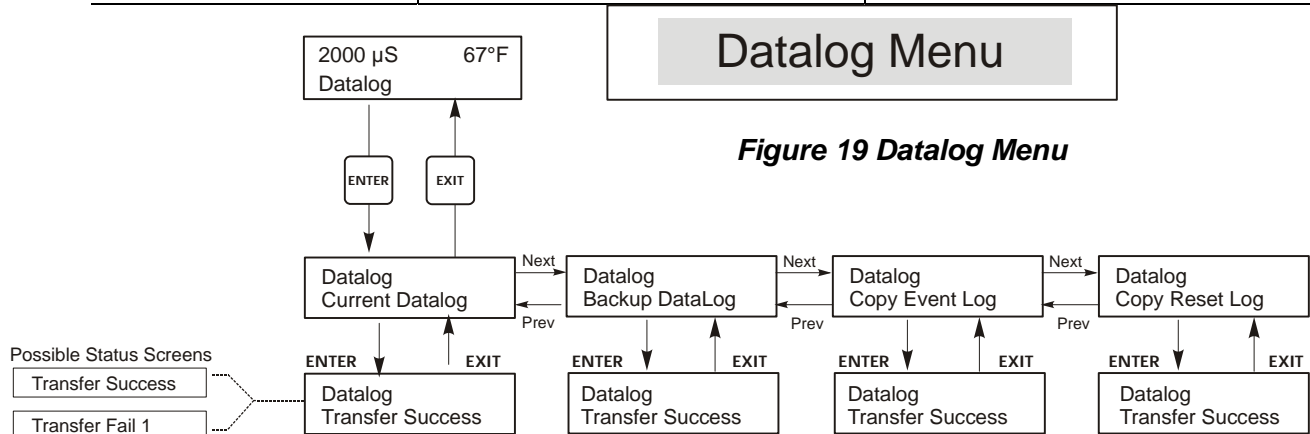 Datalog Menu
2000 µS 67°F
Datalog
Figure 19 Datalog Menu
ENTER EXIT
Datalog
Current Datalog
Next
Prev
Datalog
Backup DataLog
Next
Prev
Datalog
Copy Event Log
Next
Prev
Datalog
Copy Reset Log
Possible Status Screens
Transfer Success
Transfer Fail 1
ENTER EXIT
Datalog
Transfer Success
ENTER EXIT
Datalog
Transfer Success
ENTER EXIT
Datalog
Transfer Success
ENTER EXIT
Datalog
Transfer Success